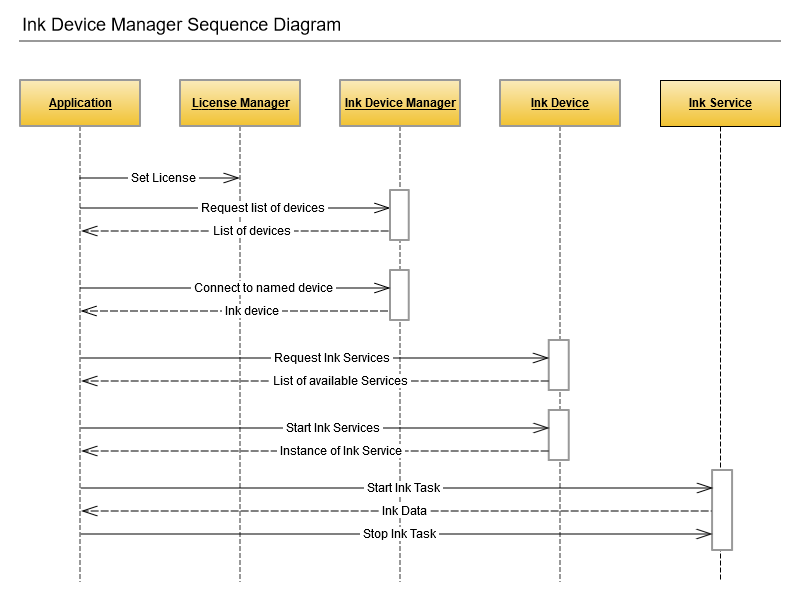 Ink Device Manager Sequence Diagram
Application
License Manager
Ink Device Manager
Ink Device
Ink Service
Set License
Request list of devices
List of devices
Connect to named device
Ink device
Request Ink Services
List of available Services
Start Ink Services
Instance of Ink Service
Start Ink Task
Ink Data
Stop Ink Task